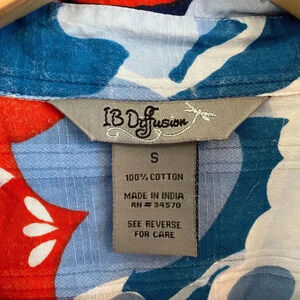 IB Diffusion
S
100% COTTON
MADE IN INDIA
RN # 34570
SEE REVERSE
FOR CARE